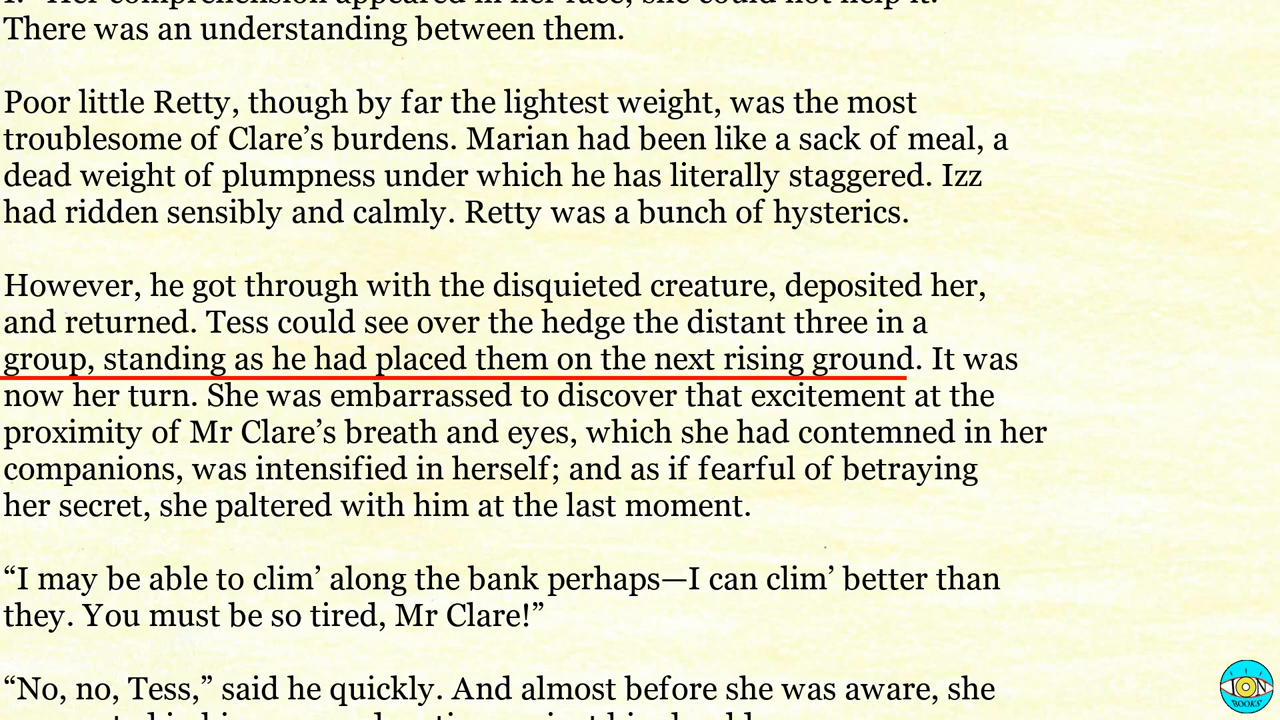 There was an understanding between them.
Poor little Retty, though by far the lightest weight, was the most
troublesome of Clare’s burdens. Marian had been like a sack of meal, a
dead weight of plumpness under which he has literally staggered. Izz
had ridden sensibly and calmly. Retty was a bunch of hysterics.
However, he got through with the disquieted creature, deposited her,
and returned. Tess could see over the hedge the distant three in a
group, standing as he had placed them on the next rising ground. It was
now her turn. She was embarrassed to discover that excitement at the
proximity of Mr Clare’s breath and eyes, which she had contemned in her
companions, was intensified in herself; and as if fearful of betraying
her secret, she paltered with him at the last moment.
“I may be able to clim’ along the bank perhaps—I can clim’ better than
they. You must be so tired, Mr Clare!”
“No, no, Tess,” said he quickly. And almost before she was aware, she
ION
BOOKS